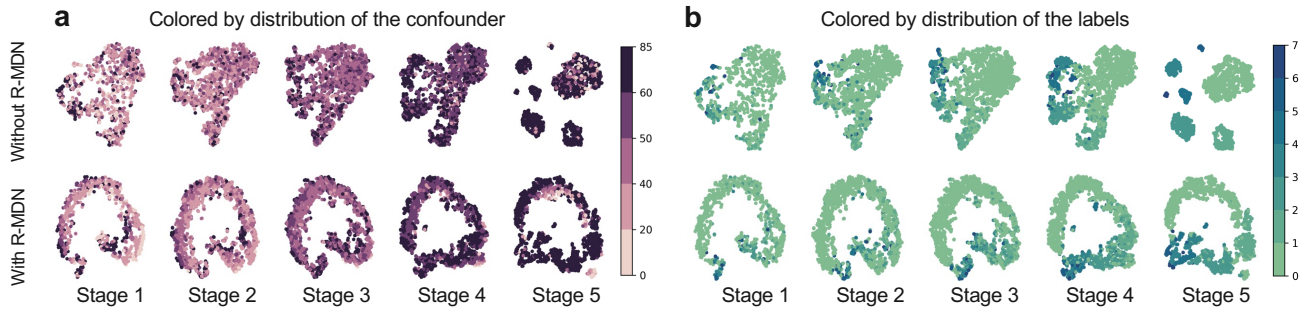 a Colored by distribution of the confounder
b Colored by distribution of the labels
Without R-MDN
With R-MDN
85
60
50
40
20
0
7
6
5
4
3
2
1
0
Stage 1 Stage 2 Stage 3 Stage 4 Stage 5
Stage 1 Stage 2 Stage 3 Stage 4 Stage 5